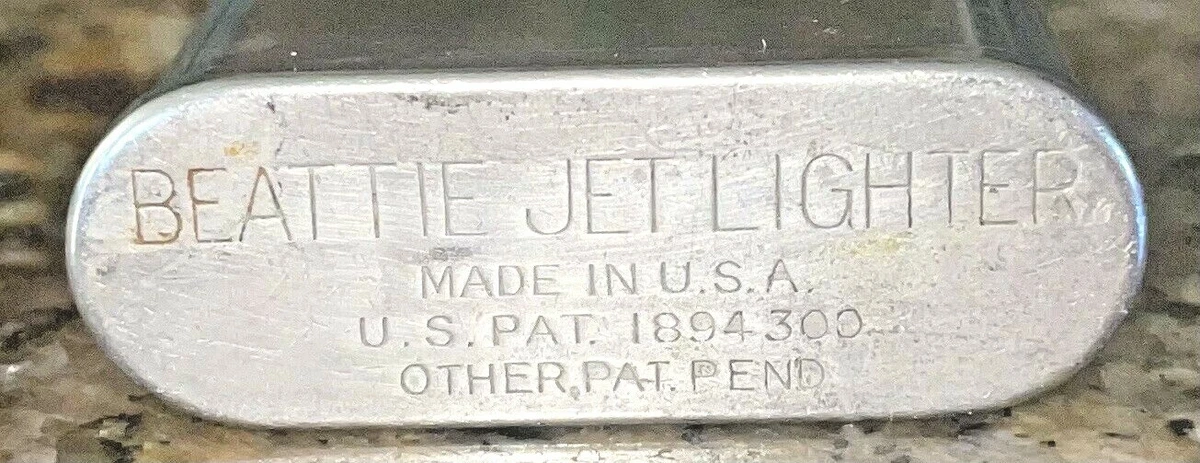 BEATTIE JET LIGHTER
MADE IN U.S.A.
U.S. PAT. 1894300
OTHER.PAT.PEND